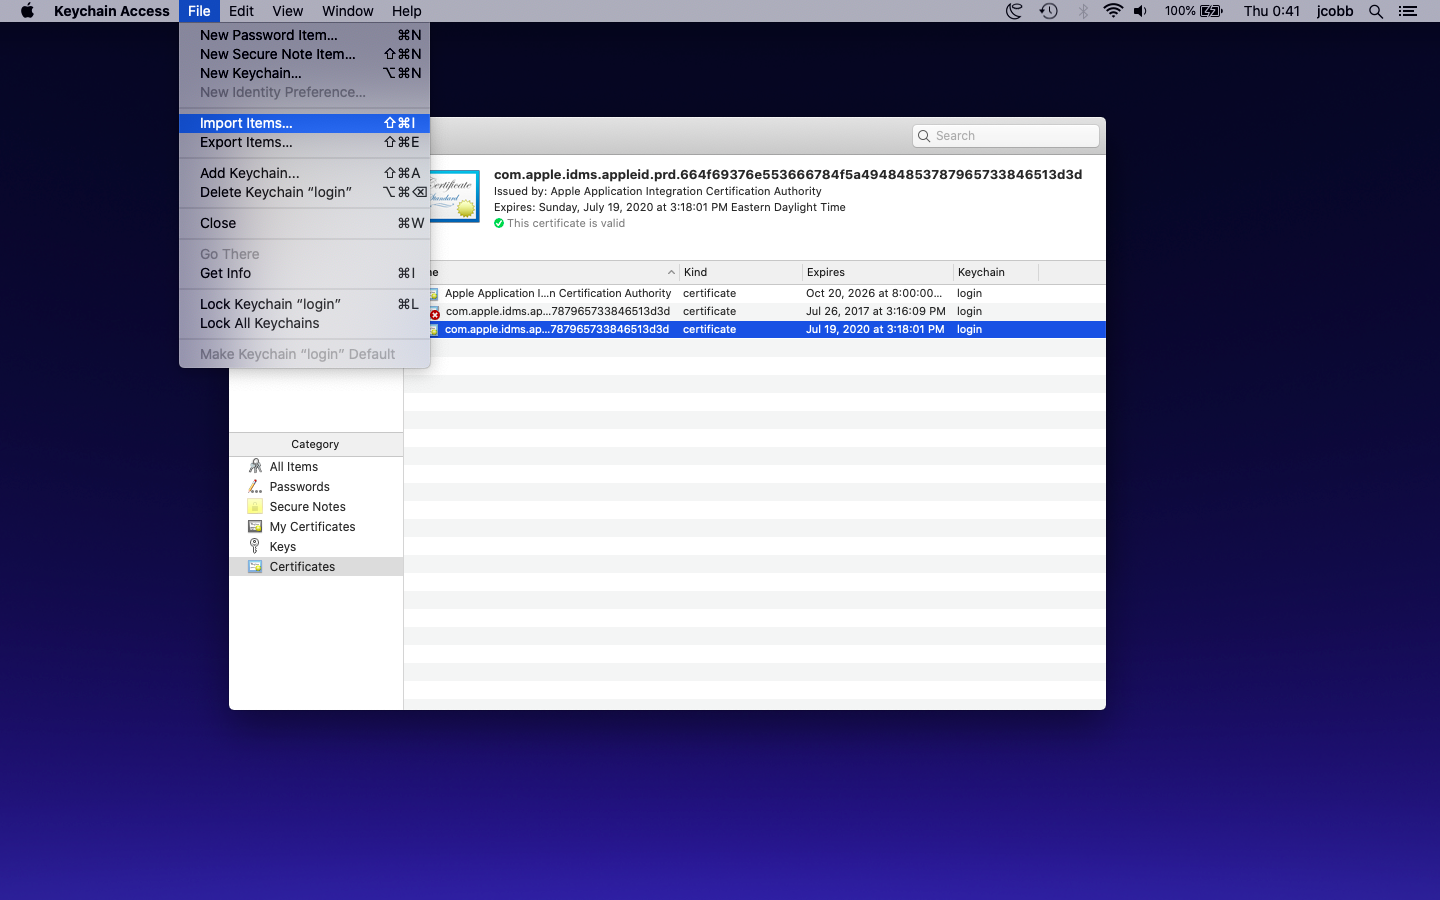 Keychain Access File Edit View Window Help 100% Thu 0:41 jcobb
New Password Item... ⌘N
New Secure Note Item... ⇧⌘N
New Keychain... ⌥⌘N
New Identity Preference...
Import Items... ⇧⌘I
Export Items... ⇧⌘E
Add Keychain... ⇧⌘A
Delete Keychain “login” ⌥⌘⌫
Close ⌘W
Go There
Get Info ⌘I
Lock Keychain “login” ⌘L
Lock All Keychains
Make Keychain “login” Default
Search
Certificate
Standard
com.apple.idms.appleid.prd.664f69376e553666784f5a49484853787965733846513d3d
Issued by: Apple Application Integration Certification Authority
Expires: Sunday, July 19, 2020 at 3:18:01 PM Eastern Daylight Time
This certificate is valid
me Kind Expires Keychain
Apple Application I...n Certification Authority certificate Oct 20, 2026 at 8:00:00... login
com.apple.idms.ap...787965733846513d3d certificate Jul 26, 2017 at 3:16:09 PM login
com.apple.idms.ap...787965733846513d3d certificate Jul 19, 2020 at 3:18:01 PM login
Category
All Items
Passwords
Secure Notes
My Certificates
Keys
Certificates